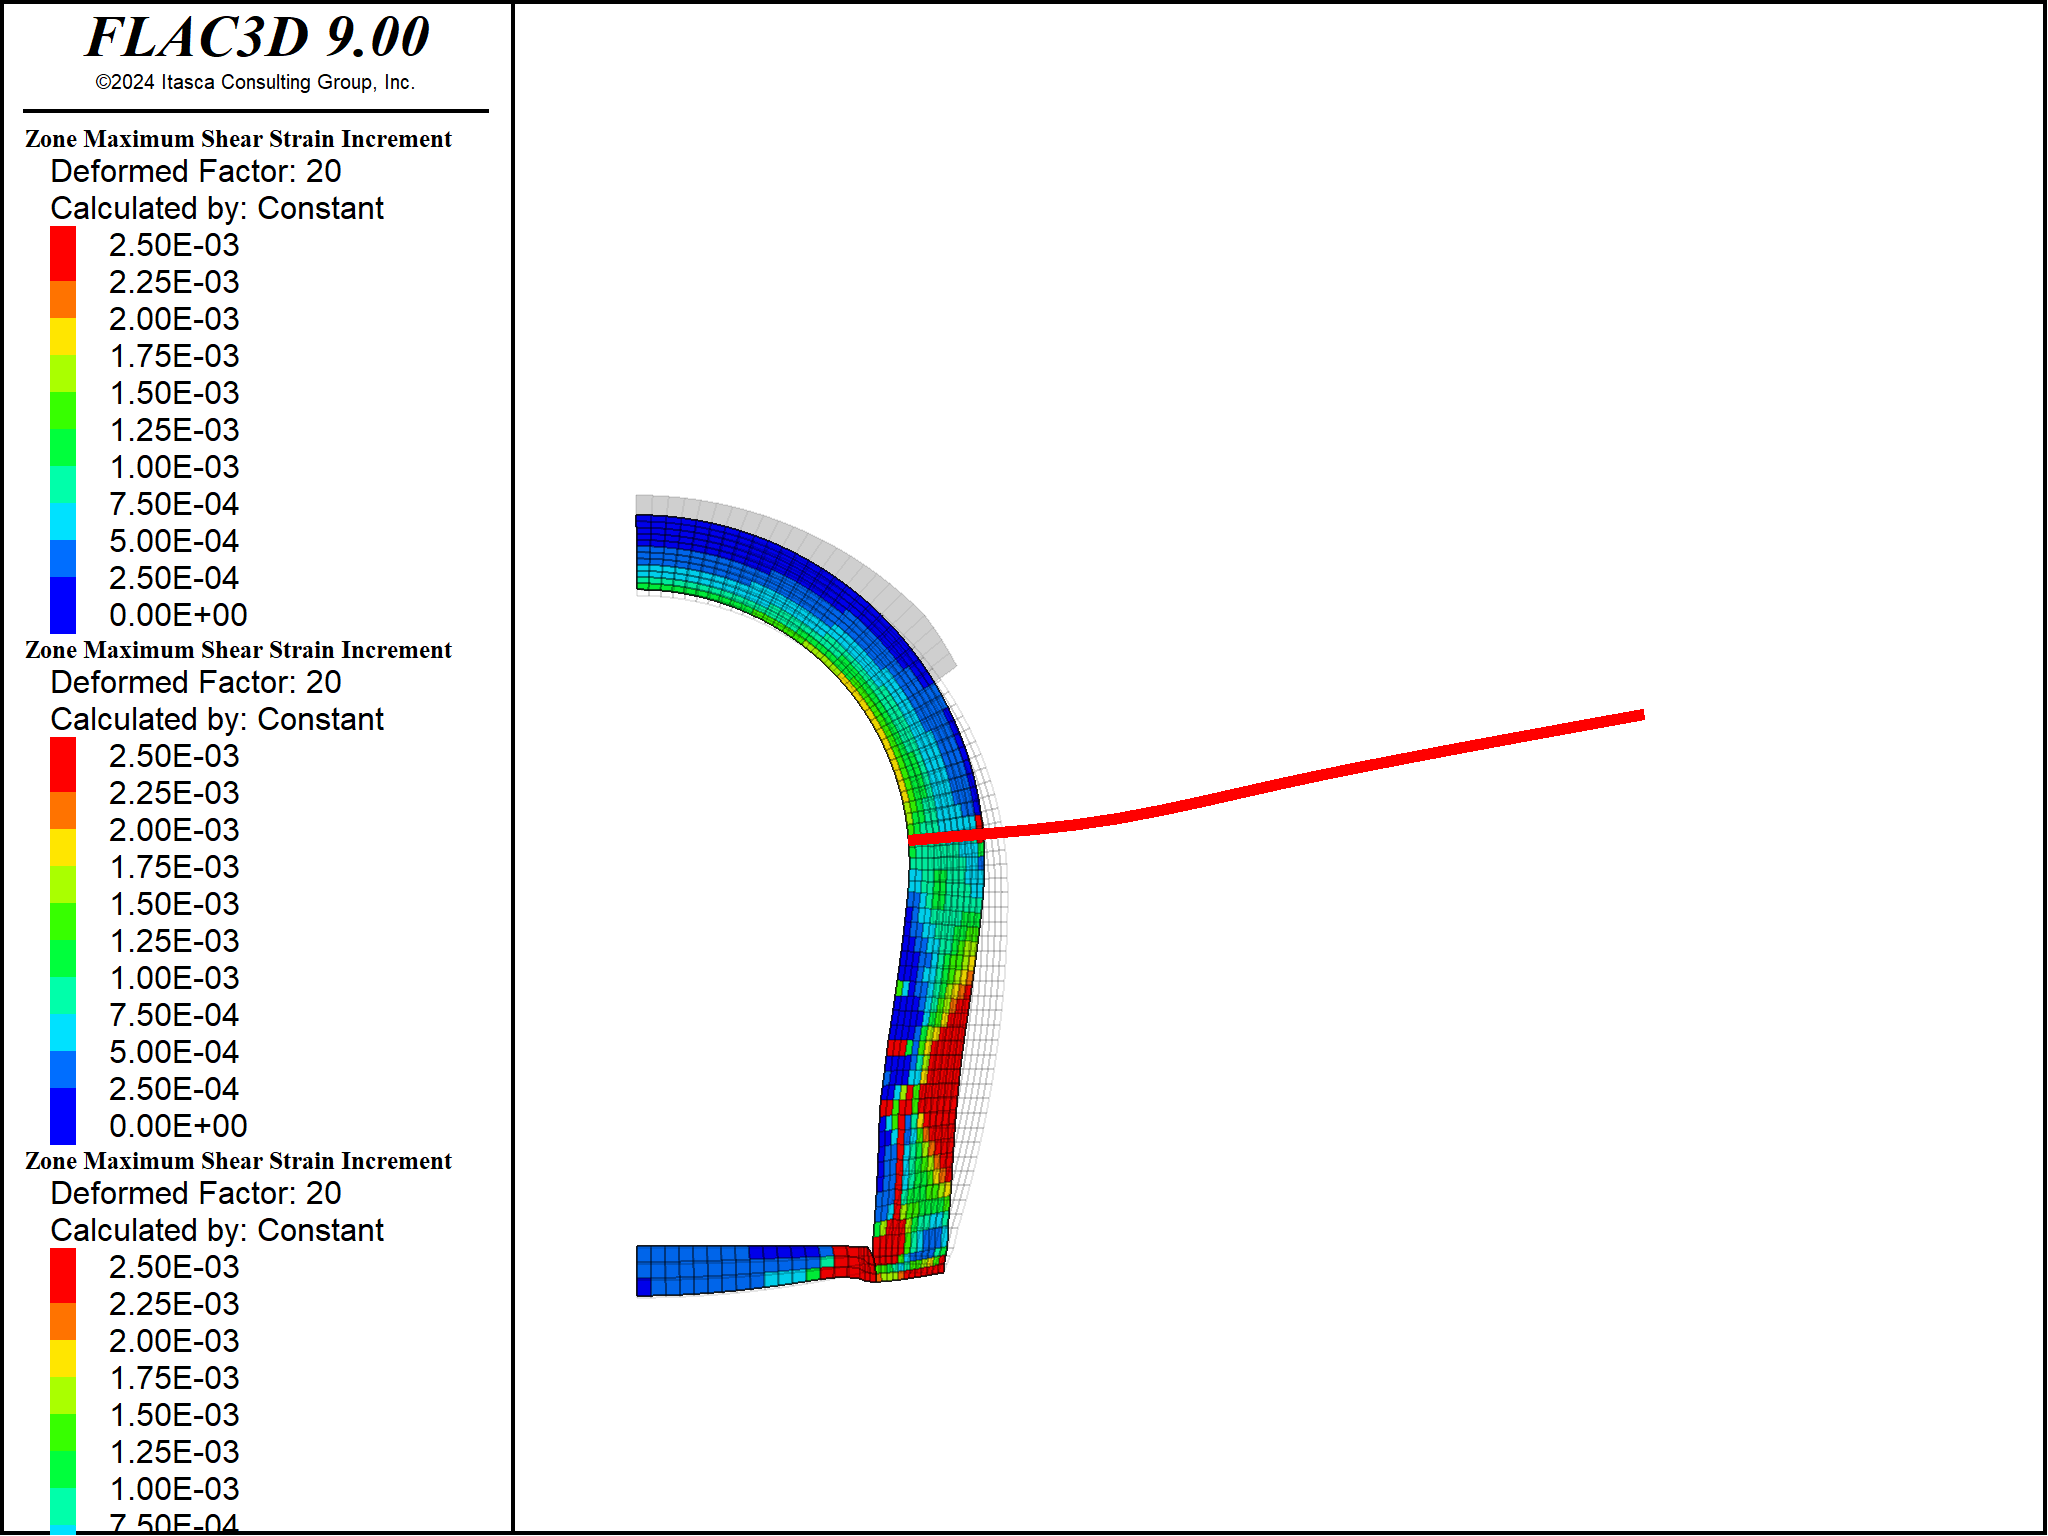 FLAC3D 9.00
©2024 Itasca Consulting Group, Inc.
Zone Maximum Shear Strain Increment
Deformed Factor: 20
Calculated by: Constant
2.50E-03
2.25E-03
2.00E-03
1.75E-03
1.50E-03
1.25E-03
1.00E-03
7.50E-04
5.00E-04
2.50E-04
0.00E+00
Zone Maximum Shear Strain Increment
Deformed Factor: 20
Calculated by: Constant
2.50E-03
2.25E-03
2.00E-03
1.75E-03
1.50E-03
1.25E-03
1.00E-03
7.50E-04
5.00E-04
2.50E-04
0.00E+00
Zone Maximum Shear Strain Increment
Deformed Factor: 20
Calculated by: Constant
2.50E-03
2.25E-03
2.00E-03
1.75E-03
1.50E-03
1.25E-03
1.00E-03
7.50E-04